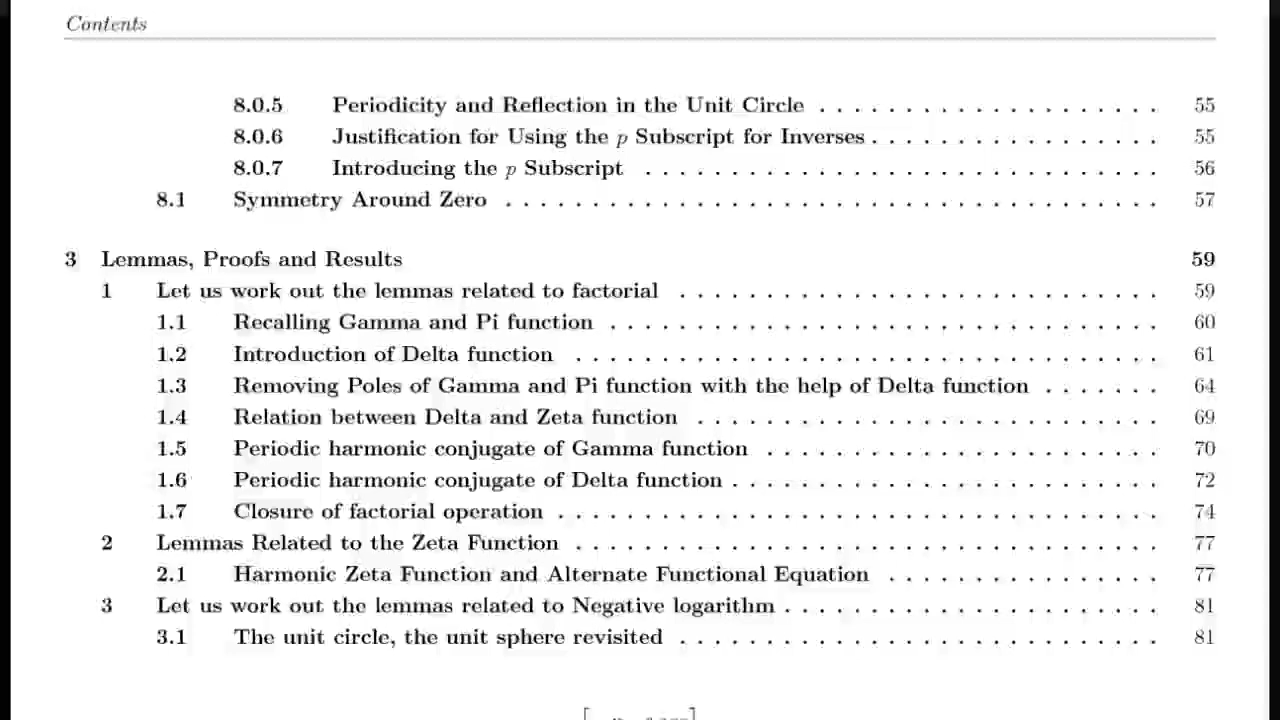 Contents
8.0.5 Periodicity and Reflection in the Unit Circle . . . . . . . . . . . . . . . . . . . . 55
8.0.6 Justification for Using the p Subscript for Inverses . . . . . . . . . . . . . . . . . 55
8.0.7 Introducing the p Subscript . . . . . . . . . . . . . . . . . . . . . . . . . . . . . . 56
8.1 Symmetry Around Zero . . . . . . . . . . . . . . . . . . . . . . . . . . . . . . . . . . . . . . 57
3 Lemmas, Proofs and Results 59
1 Let us work out the lemmas related to factorial . . . . . . . . . . . . . . . . . . . . . . . . . . . . 59
1.1 Recalling Gamma and Pi function . . . . . . . . . . . . . . . . . . . . . . . . . . . . . . . . 60
1.2 Introduction of Delta function . . . . . . . . . . . . . . . . . . . . . . . . . . . . . . . . . . 61
1.3 Removing Poles of Gamma and Pi function with the help of Delta function . . . . . . . 64
1.4 Relation between Delta and Zeta function . . . . . . . . . . . . . . . . . . . . . . . . . . . 69
1.5 Periodic harmonic conjugate of Gamma function . . . . . . . . . . . . . . . . . . . . . . . 70
1.6 Periodic harmonic conjugate of Delta function . . . . . . . . . . . . . . . . . . . . . . . . . 72
1.7 Closure of factorial operation . . . . . . . . . . . . . . . . . . . . . . . . . . . . . . . . . . . 74
2 Lemmas Related to the Zeta Function . . . . . . . . . . . . . . . . . . . . . . . . . . . . . . . . . . 77
2.1 Harmonic Zeta Function and Alternate Functional Equation . . . . . . . . . . . . . . . . 77
3 Let us work out the lemmas related to Negative logarithm . . . . . . . . . . . . . . . . . . . . . . 81
3.1 The unit circle, the unit sphere revisited . . . . . . . . . . . . . . . . . . . . . . . . . . . . 81